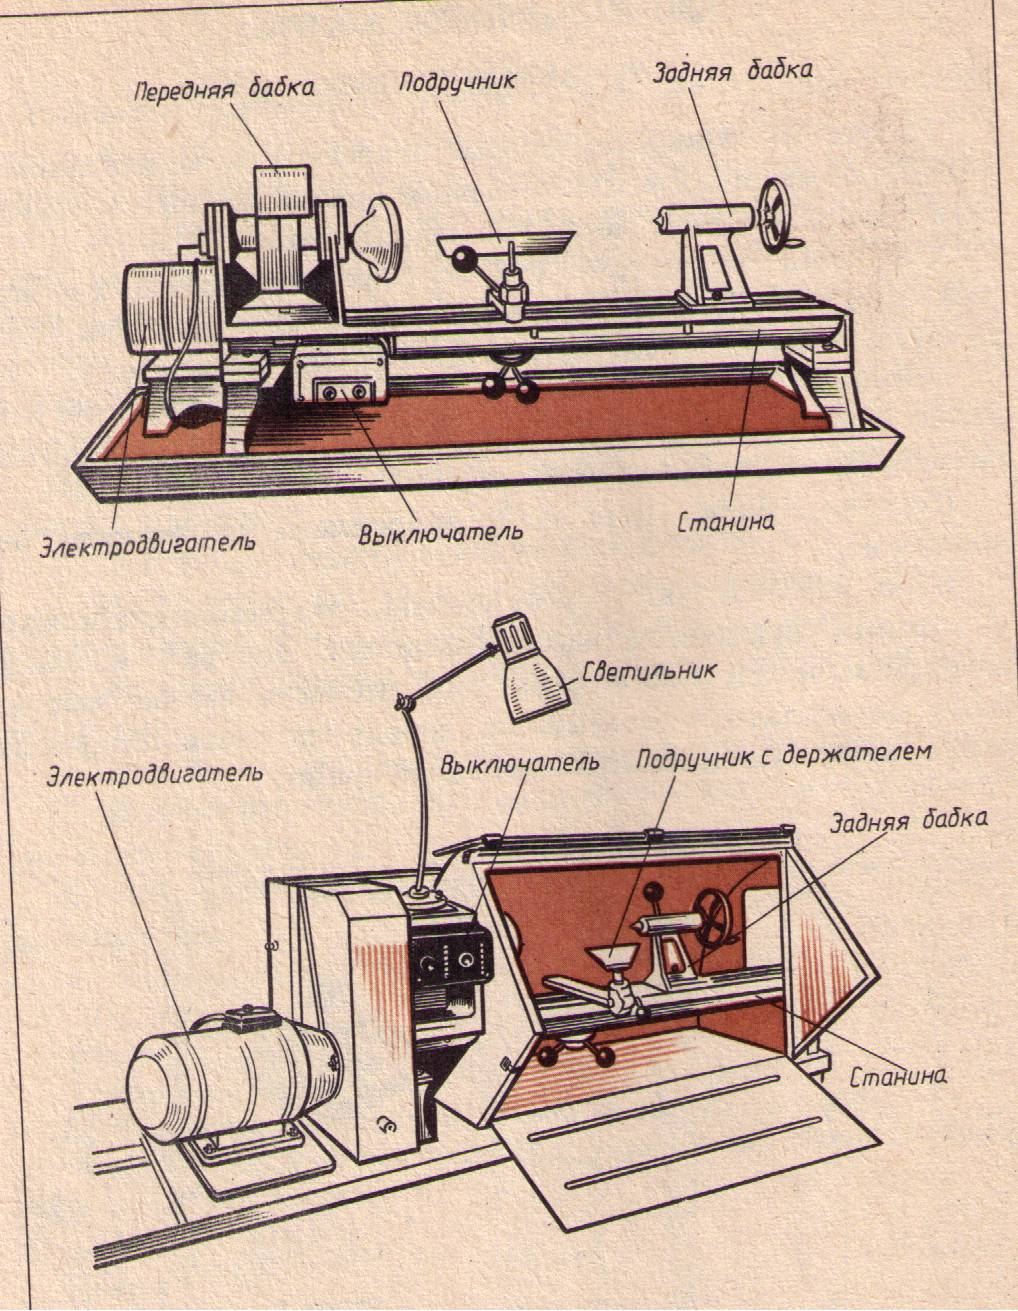 Передняя бабка
Подручник
Задняя бабка
Электродвигатель
Выключатель
Станина
Светильник
Электродвигатель
Выключатель
Подручник с держателем
Задняя бабка
Станина